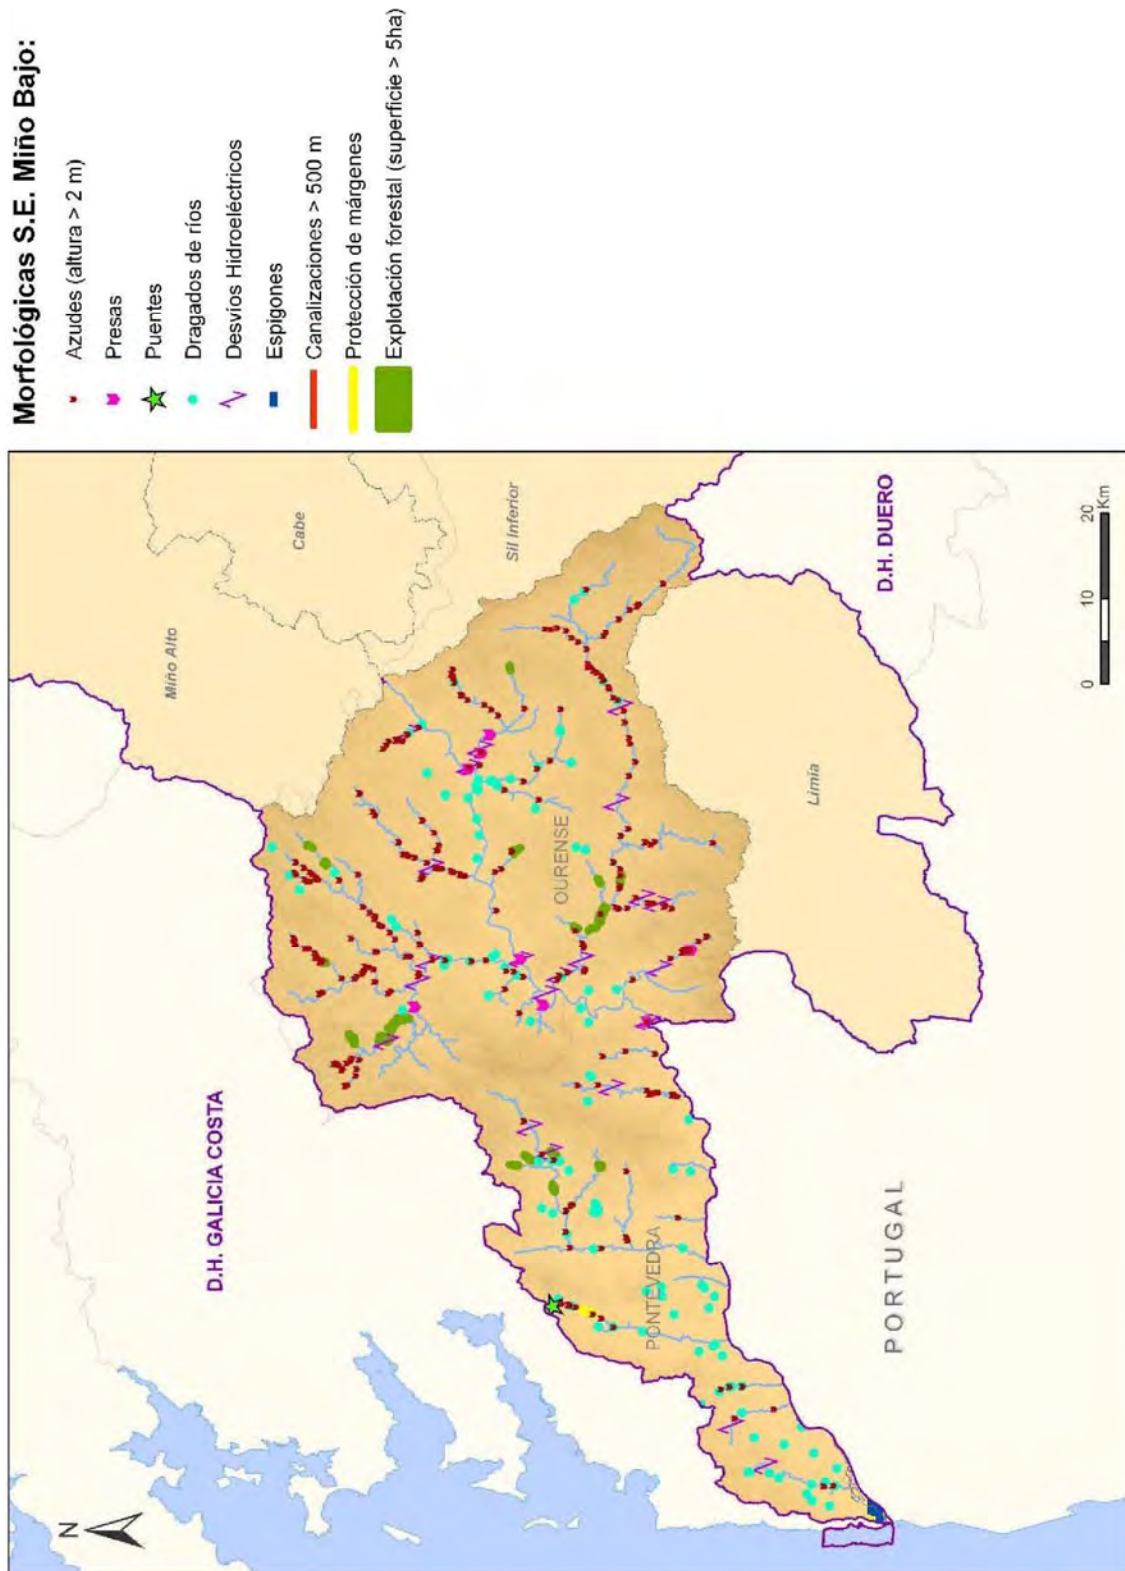 Morfológicas S.E. Miño Bajo:
Azudes (altura > 2 m)
Presas
Puentes
Dragados de ríos
Desvíos Hidroeléctricos
Espigones
Canalizaciones > 500 m
Protección de márgenes
Explotación forestal (superficie > 5ha)
N
D.H. GALICIA COSTA
Miño Alto
Cabe
Sil Inferior
OURENSE
PONTEVEDRA
Limia
PORTUGAL
D.H. DUERO
0 10 20 Km